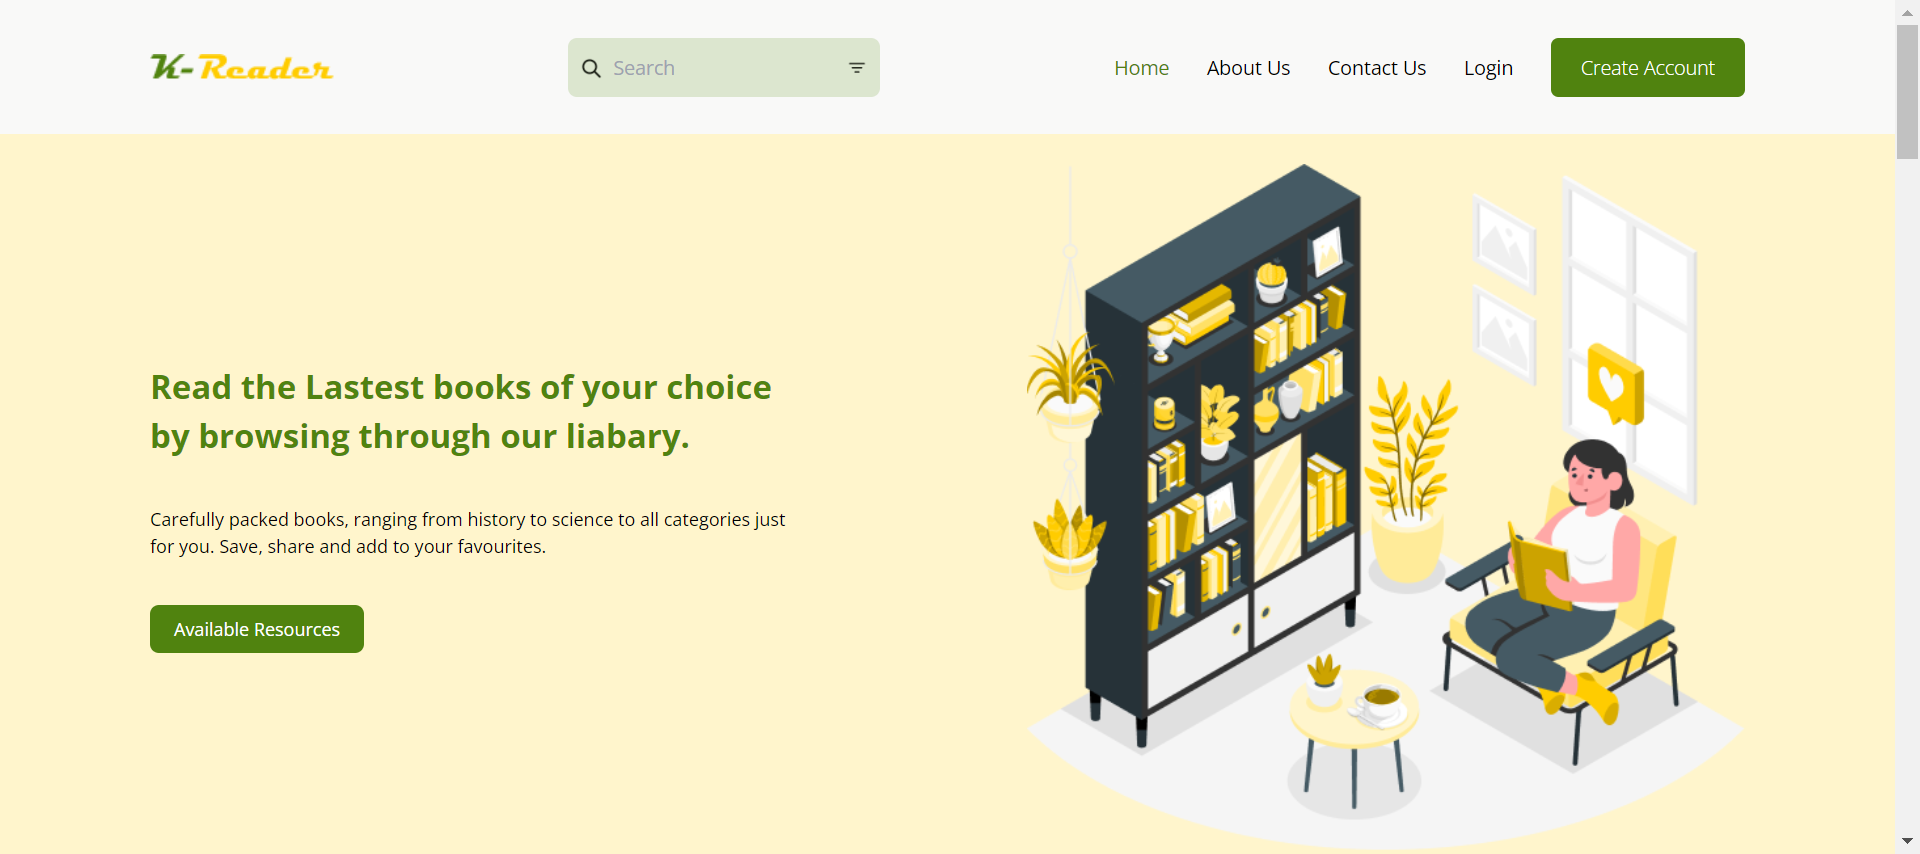 K-Reader
Search
Home
About Us
Contact Us
Login
Create Account
Read the Lastest books of your choice
by browsing through our liabary.
Carefully packed books, ranging from history to science to all categories just
for you. Save, share and add to your favourites.
Available Resources